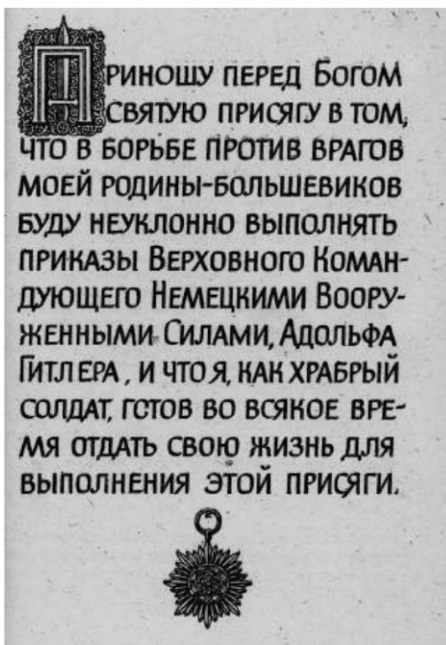 ПРИНОШУ ПЕРЕД БОГОМ
СВЯТУЮ ПРИСЯГУ В ТОМ,
ЧТО В БОРЬБЕ ПРОТИВ ВРАГОВ
МОЕЙ РОДИНЫ-БОЛЬШЕВИКОВ
БУДУ НЕУКЛОННО ВЫПОЛНЯТЬ
ПРИКАЗЫ ВЕРХОВНОГО КОМАН-
ДУЮЩЕГО НЕМЕЦКИМИ ВООРУ-
ЖЕННЫМИ СИЛАМИ, АДОЛЬФА
ГИТЛЕРА, И ЧТО Я, КАК ХРАБРЫЙ
СОЛДАТ, ГОТОВ ВО ВСЯКОЕ ВРЕ-
МЯ ОТДАТЬ СВОЮ ЖИЗНЬ ДЛЯ
ВЫПОЛНЕНИЯ ЭТОЙ ПРИСЯГИ.